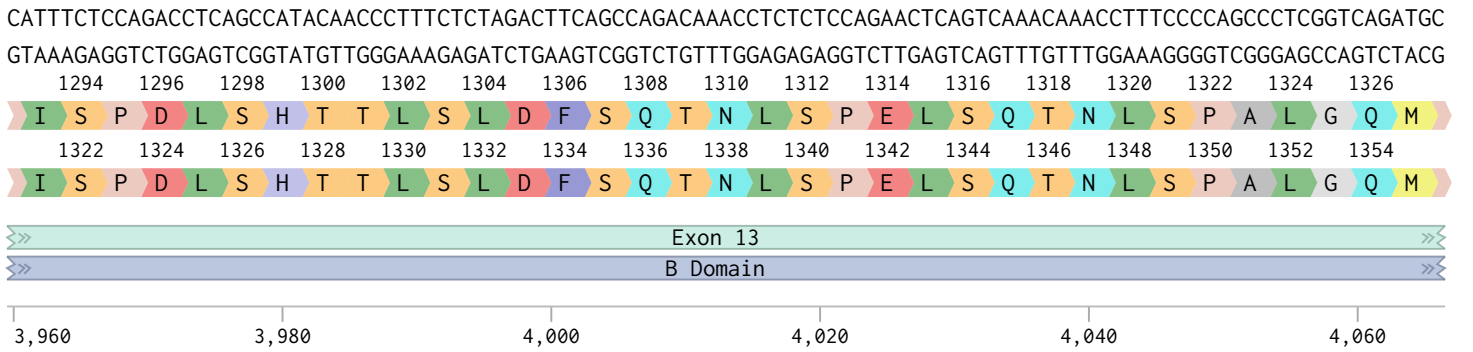 CATTTCTCCAGACCTCAGCCATACAACCCTTTCTCTAGACTTCAGCCAGACAAACCTCTCTCCAGAACTCAGTCAAACAAACCTTTCCCCAGCCCTCGGTCAGATGC
GTAAAGAGGTCTGGAGTCGGTATGTTGGGAAAGAGATCTGAAGTCGGTCTGTTTGGAGAGAGGTCTTGAGTCAGTTTGTTTGGAAAGGGGTCGGGAGCCAGTCTACG
1294 1296 1298 1300 1302 1304 1306 1308 1310 1312 1314 1316 1318 1320 1322 1324 1326
I S P D L S H T T L S L D F S Q T N L S P E L S Q T N L S P A L G Q M
1322 1324 1326 1328 1330 1332 1334 1336 1338 1340 1342 1344 1346 1348 1350 1352 1354
I S P D L S H T T L S L D F S Q T N L S P E L S Q T N L S P A L G Q M
Exon 13
B Domain
3,960 3,980 4,000 4,020 4,040 4,060